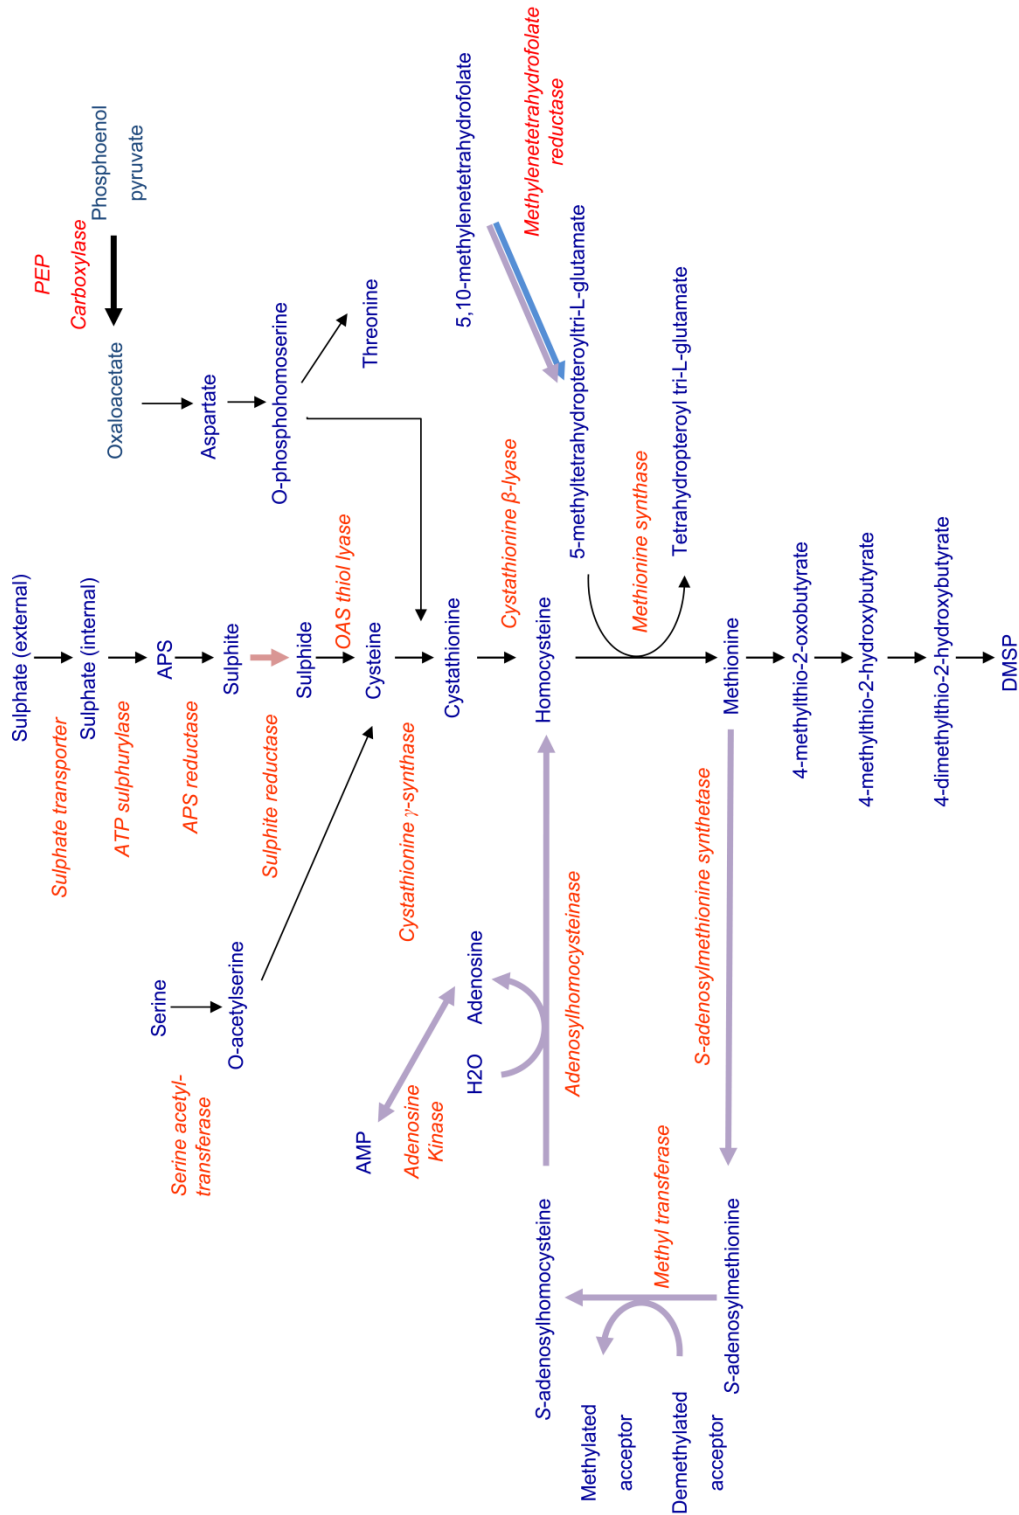 Sulphate (external)
Sulphate transporter
Sulphate (internal)
ATP sulphurylase
APS
APS reductase
Sulphite
Sulphite reductase
Sulphide
OAS thiol lyase
Cysteine
Cystathionine γ-synthase
Cystathionine
Cystathionine β-lyase
Homocysteine
Methionine synthase
Methionine
4-methylthio-2-oxobutyrate
4-methylthio-2-hydroxybutyrate
4-dimethylthio-2-hydroxybutyrate
DMSP
Serine
Serine acetyl-
transferase
O-acetylserine
PEP
Carboxylase
Phosphoenol
pyruvate
Oxaloacetate
Aspartate
O-phosphohomoserine
Threonine
5,10-methylenetetrahydrofolate
Methylenetetrahydrofolate
reductase
5-methyltetrahydropteroyltri-L-glutamate
Tetrahydropteroyl tri-L-glutamate
AMP
Adenosine
Kinase
H2O
Adenosine
Adenosylhomocysteinase
S-adenosylmethionine synthetase
S-adenosylhomocysteine
Methyl transferase
Methylated
acceptor
Demethylated
acceptor
S-adenosylmethionine